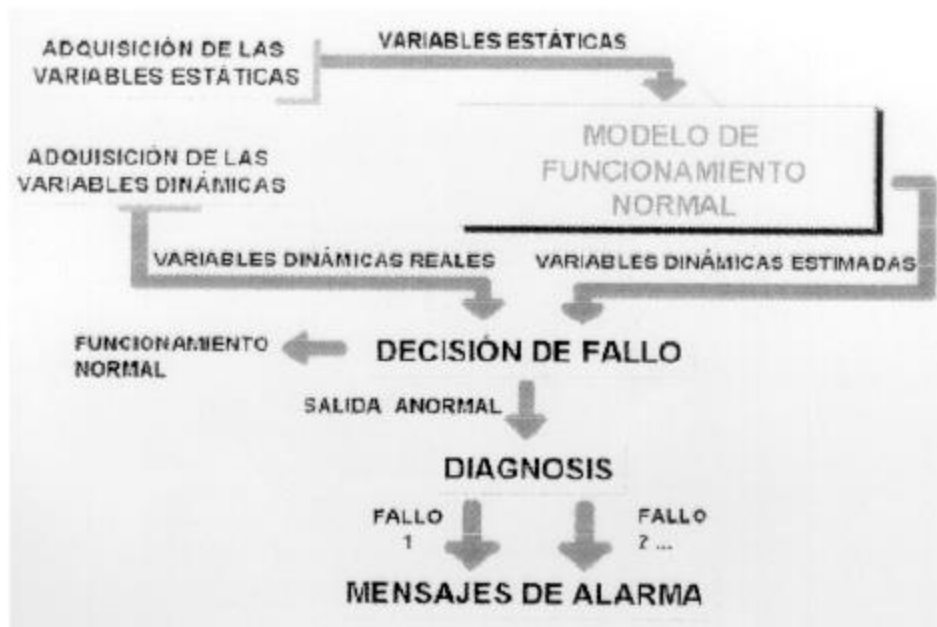 ADQUISICIÓN DE LAS
VARIABLES ESTÁTICAS
VARIABLES ESTÁTICAS
MODELO DE
FUNCIONAMIENTO
NORMAL
ADQUISICIÓN DE LAS
VARIABLES DINÁMICAS
VARIABLES DINÁMICAS REALES
VARIABLES DINÁMICAS ESTIMADAS
FUNCIONAMIENTO
NORMAL
DECISIÓN DE FALLO
SALIDA ANORMAL
DIAGNOSIS
FALLO
1
FALLO
2 ...
MENSAJES DE ALARMA